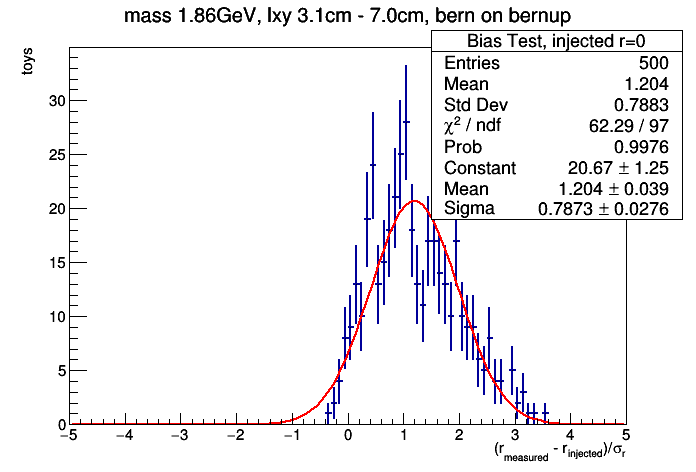 mass 1.86GeV, lxy 3.1cm - 7.0cm, bern on bernup
Bias Test, injected r=0
Entries 500
Mean 1.204
Std Dev 0.7883
χ² / ndf 62.29 / 97
Prob 0.9976
Constant 20.67 ± 1.25
Mean 1.204 ± 0.039
Sigma 0.7873 ± 0.0276
toys
30
25
20
15
10
5
0
−5 −4 −3 −2 −1 0 1 2 3 4 5
(r_measured - r_injected)/σ_r